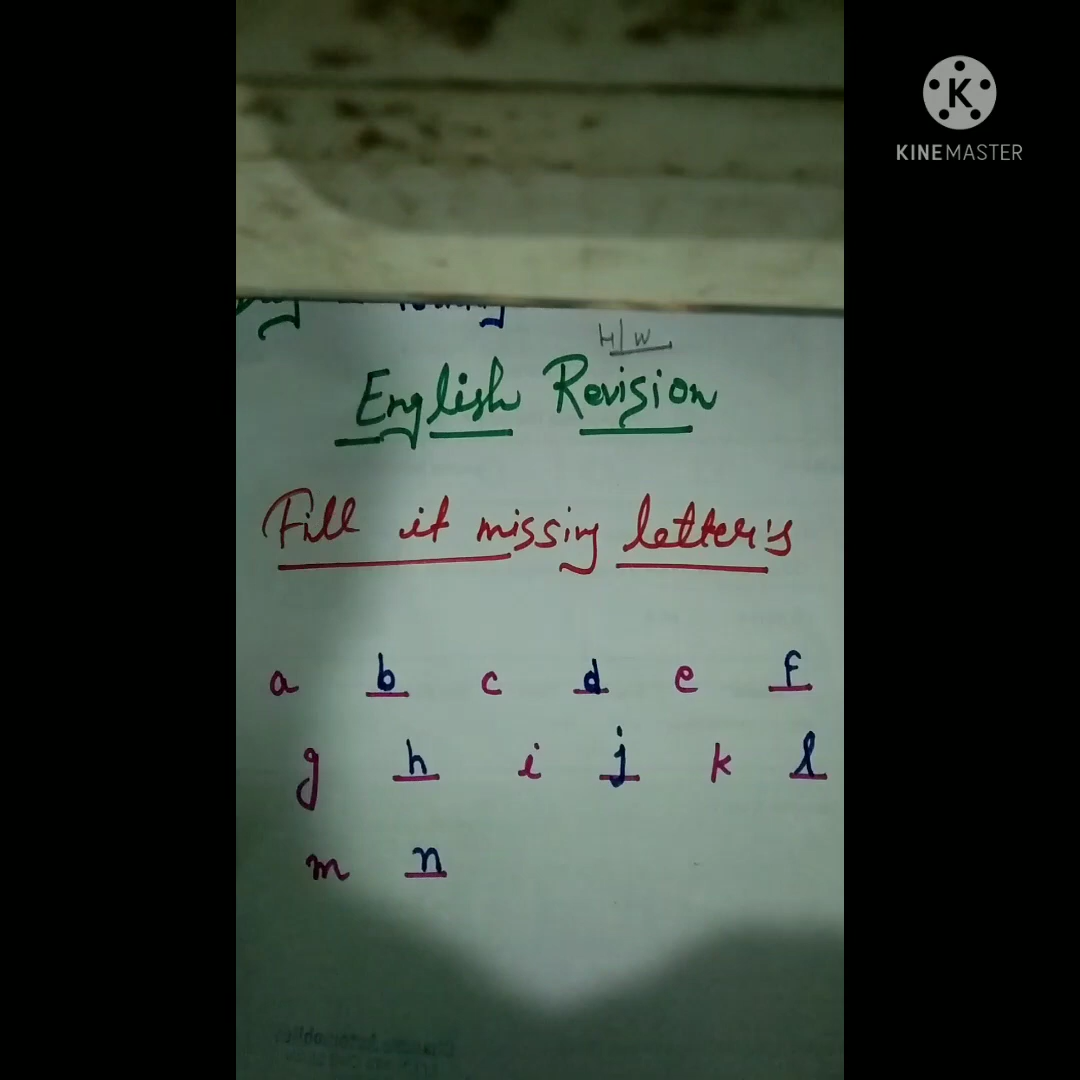 KINEMASTER
H/W
English Revision
Fill it missing letter's
a b c d e f
g h i j k l
m n